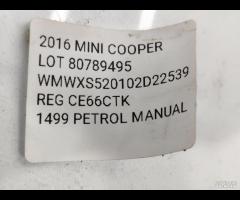 2016 MINI COOPER
LOT 80789495
WMWXS520102D22539
REG CE66CTK
1499 PETROL MANUAL